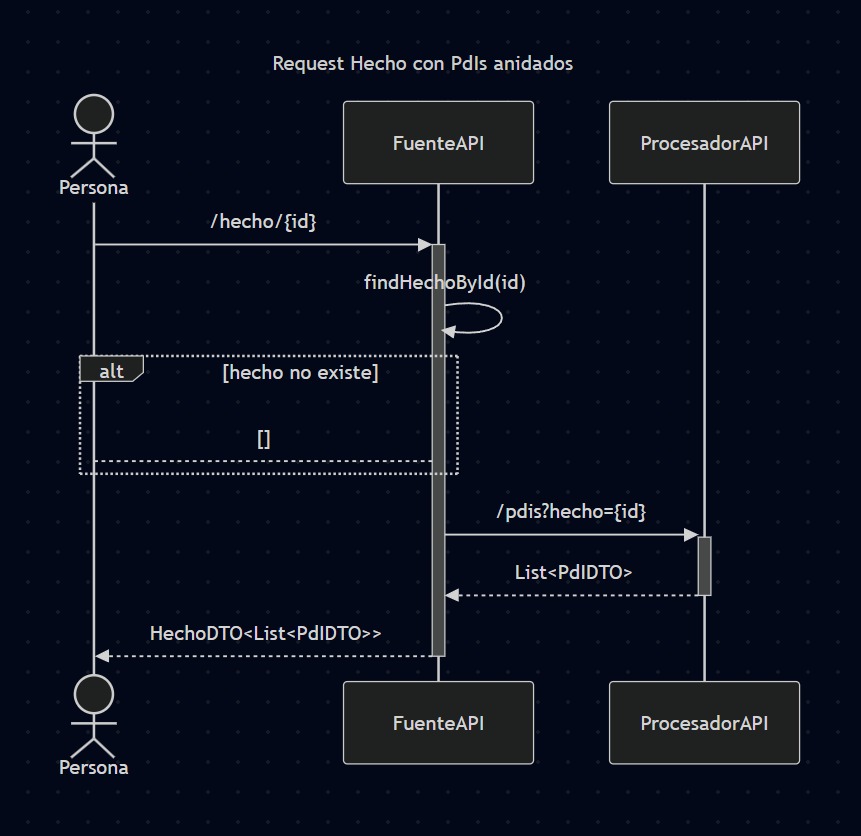 Request Hecho con PdIs anidados
Persona
FuenteAPI
ProcesadorAPI
/hecho/{id}
findHechoById(id)
alt
[hecho no existe]
[]
/pdis?hecho={id}
List<PdIDTO>
HechoDTO<List<PdIDTO>>
Persona
FuenteAPI
ProcesadorAPI